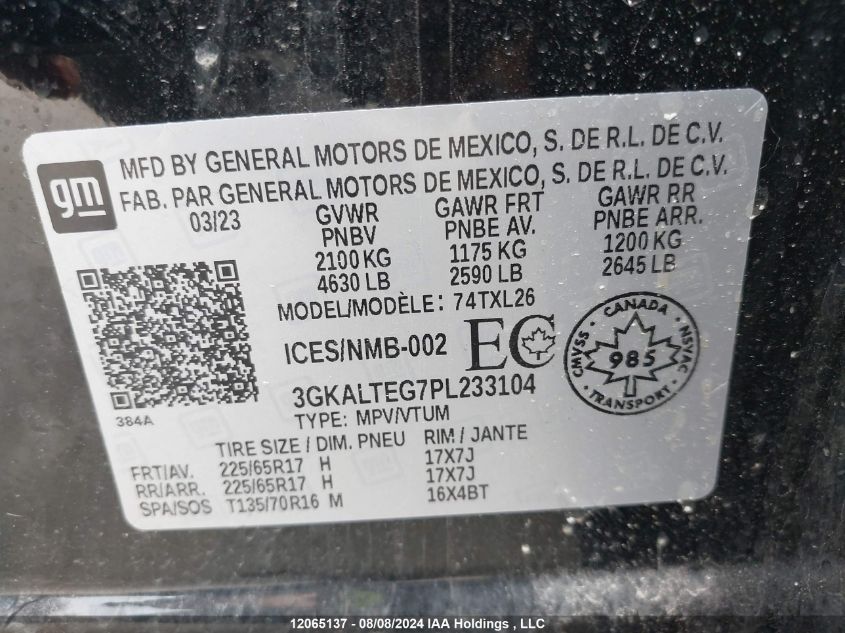 gm
MFD BY GENERAL MOTORS DE MEXICO, S. DE R.L. DE C.V.
FAB. PAR GENERAL MOTORS DE MEXICO, S. DE R.L. DE C.V.
03/23 GVWR GAWR FRT GAWR RR
PNBV PNBE AV. PNBE ARR.
2100 KG 1175 KG 1200 KG
4630 LB 2590 LB 2645 LB
MODEL/MODÈLE: 74TXL26
ICES/NMB-002 EC
CANADA
CMVSS 985 NSVAC
TRANSPORT
3GKALTEG7PL233104
384A
TYPE: MPV/VTUM
TIRE SIZE / DIM. PNEU RIM / JANTE
FRT/AV. 225/65R17 H 17X7J
RR/ARR. 225/65R17 H 17X7J
SPA/SOS T135/70R16 M 16X4BT
12065137 - 08/08/2024 IAA Holdings , LLC